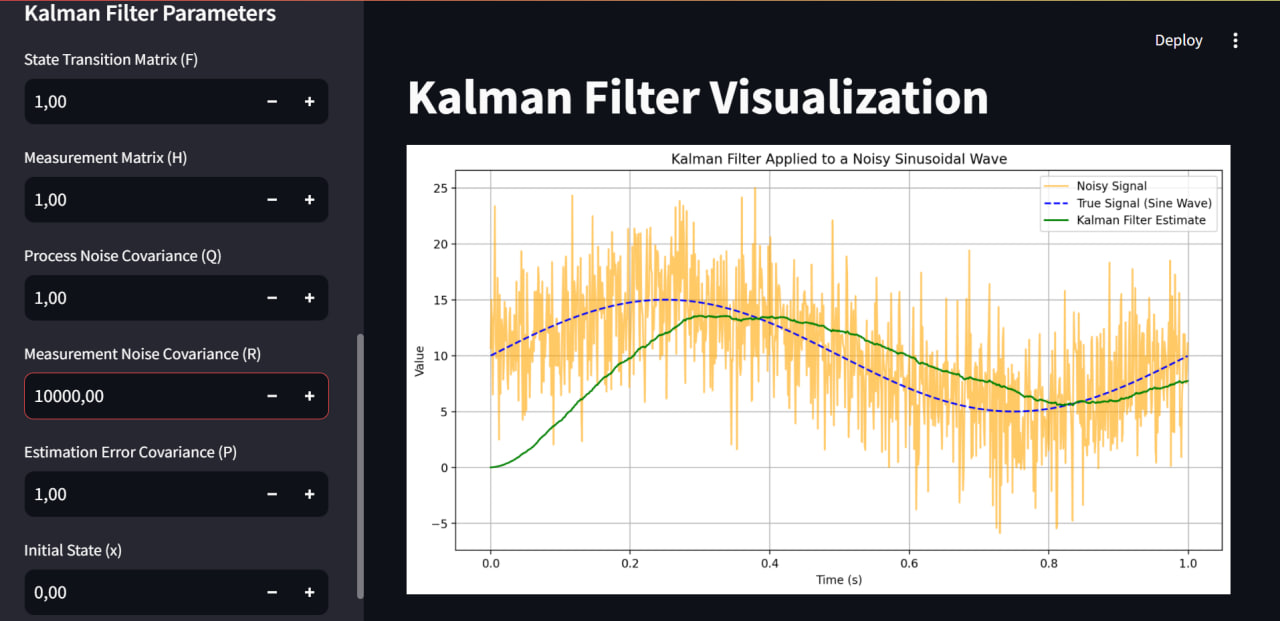 Kalman Filter Parameters
State Transition Matrix (F)
1,00
Measurement Matrix (H)
1,00
Process Noise Covariance (Q)
1,00
Measurement Noise Covariance (R)
10000,00
Estimation Error Covariance (P)
1,00
Initial State (x)
0,00
Deploy
Kalman Filter Visualization
Kalman Filter Applied to a Noisy Sinusoidal Wave
Noisy Signal
True Signal (Sine Wave)
Kalman Filter Estimate
Value
25
20
15
10
5
0
−5
0.0 0.2 0.4 0.6 0.8 1.0
Time (s)